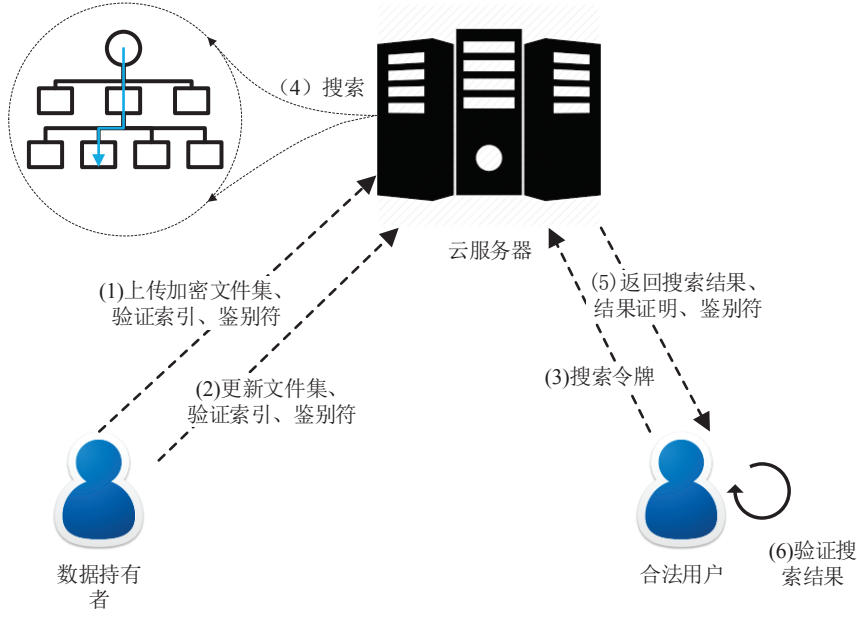 （4）搜索
云服务器
(1)上传加密文件集、
验证索引、鉴别符
(5)返回搜索结果、
结果证明、鉴别符
(2)更新文件集、
验证索引、鉴别符
(3)搜索令牌
数据持有
者
合法用户
(6)验证搜
索结果